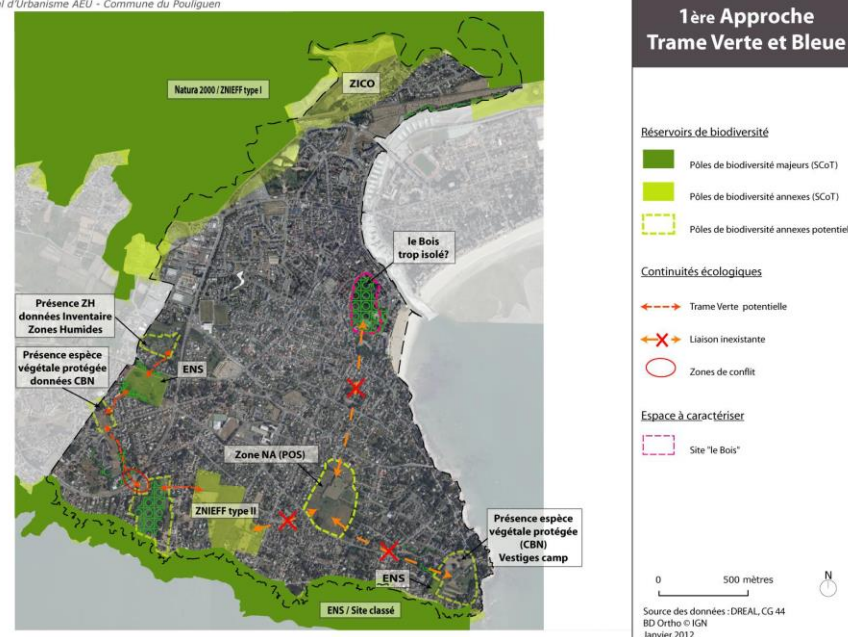 al d'Urbanisme AEU - Commune du Pouliguen
1ère Approche
Trame Verte et Bleue
Natura 2000 / ZNIEFF type I
ZICO
le Bois
trop isolé?
Présence ZH
données Inventaire
Zones Humides
Présence espèce
végétale protégée
données CBN
ENS
Zone NA (POS)
ZNIEFF type II
Présence espèce
végétale protégée
(CBN)
Vestiges camp
ENS
ENS / Site classé
Réservoirs de biodiversité
Pôles de biodiversité majeurs (SCoT)
Pôles de biodiversité annexes (SCoT)
Pôles de biodiversité annexes potentiel
Continuités écologiques
Trame Verte potentielle
Liaison inexistante
Zones de conflit
Espace à caractériser
Site "le Bois"
0 500 mètres
N
Source des données : DREAL, CG 44
BD Ortho © IGN
Janvier 2012